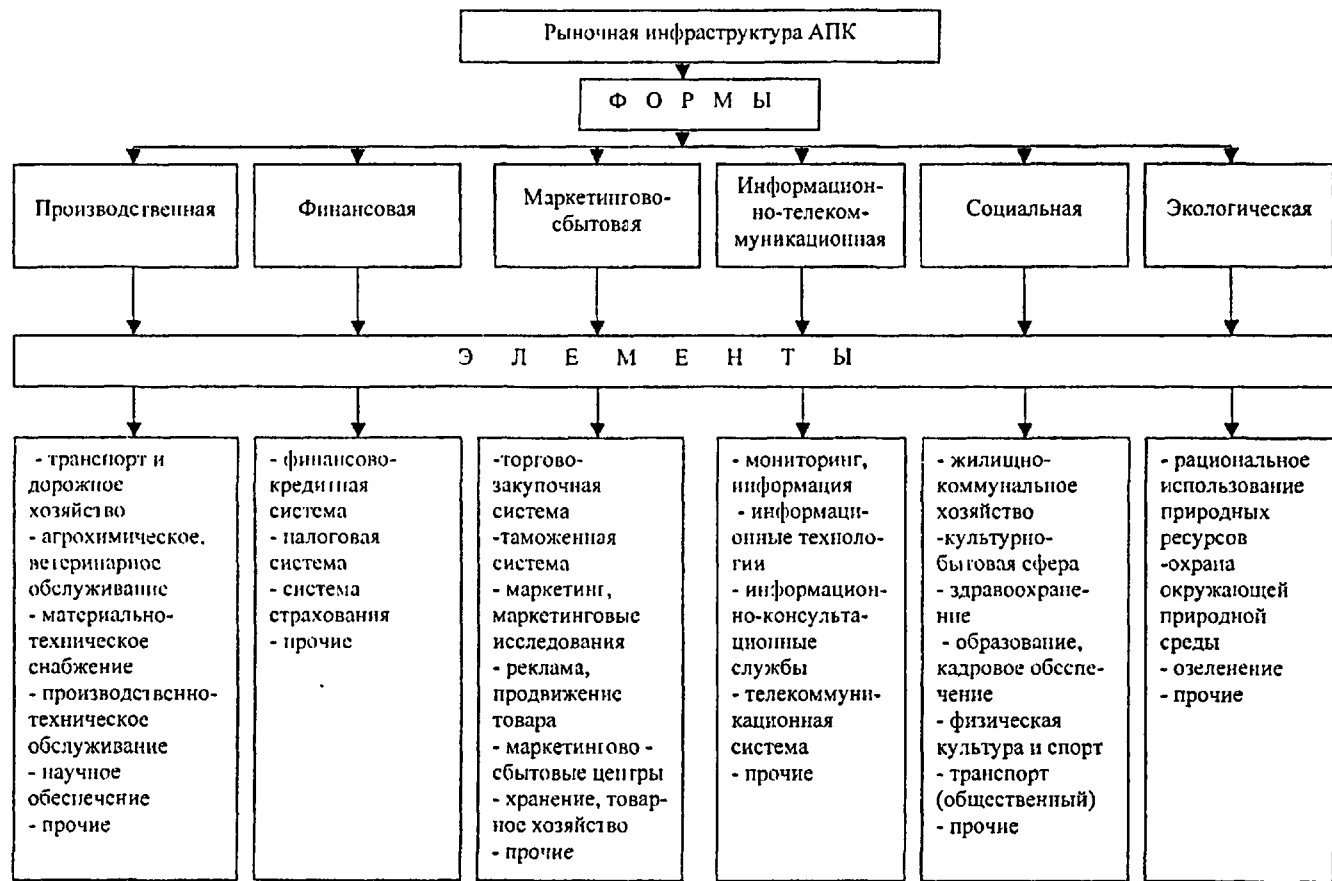 Рыночная инфраструктура АПК
Ф О Р М Ы
Производственная
Финансовая
Маркетингово-
сбытовая
Информацион-
но-телеком-
муникационная
Социальная
Экологическая
Э Л Е М Е Н Т Ы
- транспорт и
дорожное
хозяйство
- агрохимическое,
ветеринарное
обслуживание
- материально-
техническое
снабжение
- производственно-
техническое
обслуживание
- научное
обеспечение
- прочие
- финансово-
кредитная
система
- налоговая
система
- система
страхования
- прочие
-торгово-
закупочная
система
-таможенная
система
- маркетинг,
маркетинговые
исследования
- реклама,
продвижение
товара
- маркетингово -
сбытовые центры
- хранение, товар-
ное хозяйство
- прочие
- мониторинг,
информация
- информаци-
онные техноло-
гии
- информацион-
но-консульта-
ционные
службы
- телекоммуни-
кационная
система
- прочие
- жилищно-
коммунальное
хозяйство
-культурно-
бытовая сфера
- здравоохране-
ние
- образование,
кадровое обеспе-
чение
- физическая
культура и спорт
- транспорт
(общественный)
- прочие
- рациональное
использование
природных
ресурсов
-охрана
окружающей
природной
среды
- озеленение
- прочие